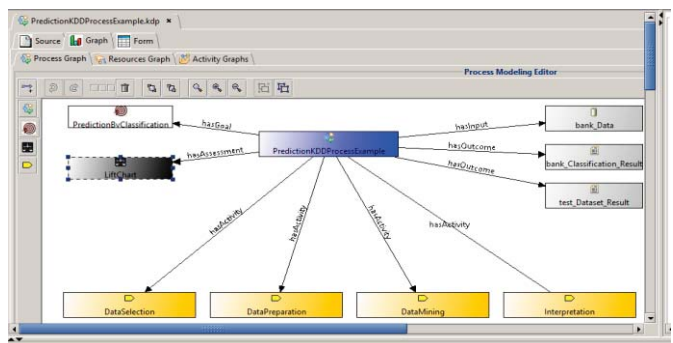 PredictionKDDProcessExample.kdp
Source Graph Form
Process Graph Resources Graph Activity Graphs
Process Modeling Editor
PredictionByClassification
hasGoal
hasInput
bank_Data
PredictionKDDProcessExample
hasAssessment
LiftChart
hasOutcome
bank_Classification_Result
hasOutcome
test_Dataset_Result
hasActivity
hasActivity
hasActivity
hasActivity
DataSelection
DataPreparation
DataMining
Interpretation